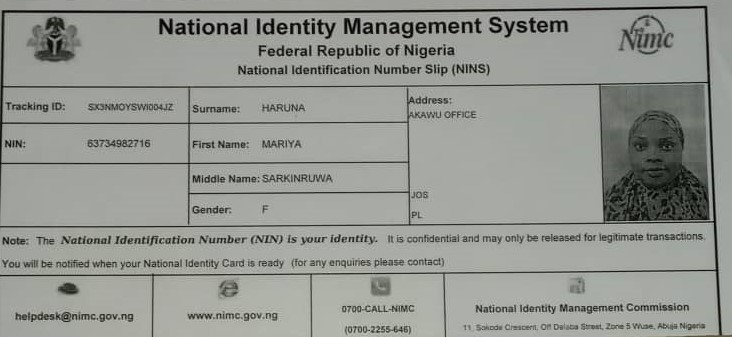 National Identity Management System
Federal Republic of Nigeria
National Identification Number Slip (NINS)
Nimc
Tracking ID: SX3NMOYSWI004JZ
Surname: HARUNA
Address:
AKAWU OFFICE
NIN: 63734982716
First Name: MARIYA
Middle Name: SARKINRUWA
JOS
Gender: F
PL
Note: The National Identification Number (NIN) is your identity. It is confidential and may only be released for legitimate transactions.
You will be notified when your National Identity Card is ready (for any enquiries please contact)
helpdesk@nimc.gov.ng
www.nimc.gov.ng
0700-CALL-NIMC
(0700-2255-646)
National Identity Management Commission
11, Sokode Crescent, Off Dalaba Street, Zone 5 Wuse, Abuja Nigeria